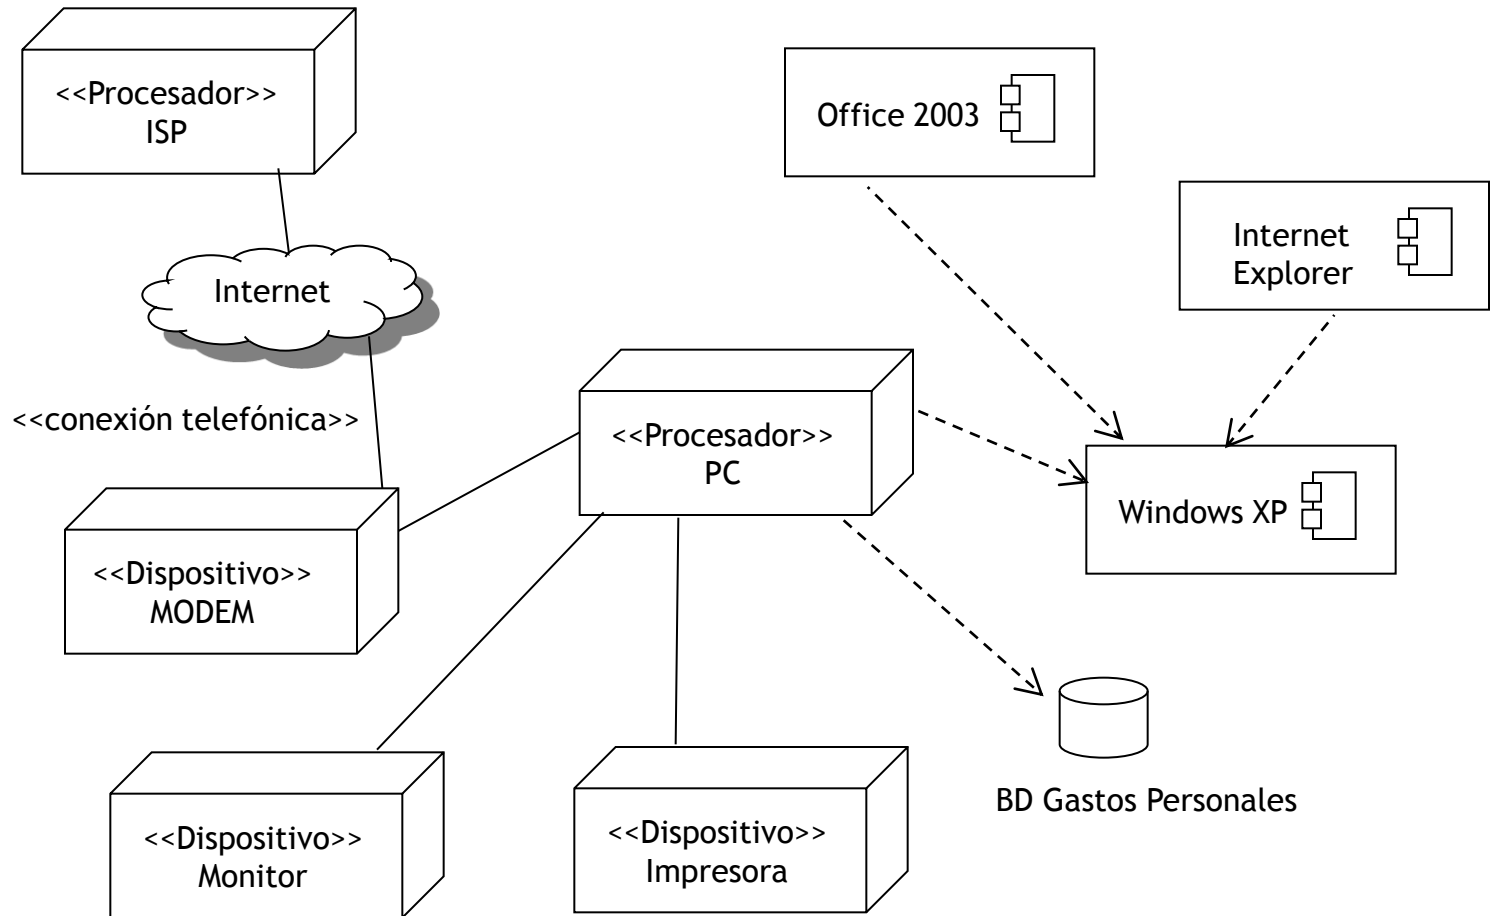 <<Procesador>>
ISP
Office 2003
Internet
Explorer
Internet
<<conexión telefónica>>
<<Procesador>>
PC
Windows XP
<<Dispositivo>>
MODEM
BD Gastos Personales
<<Dispositivo>>
Monitor
<<Dispositivo>>
Impresora